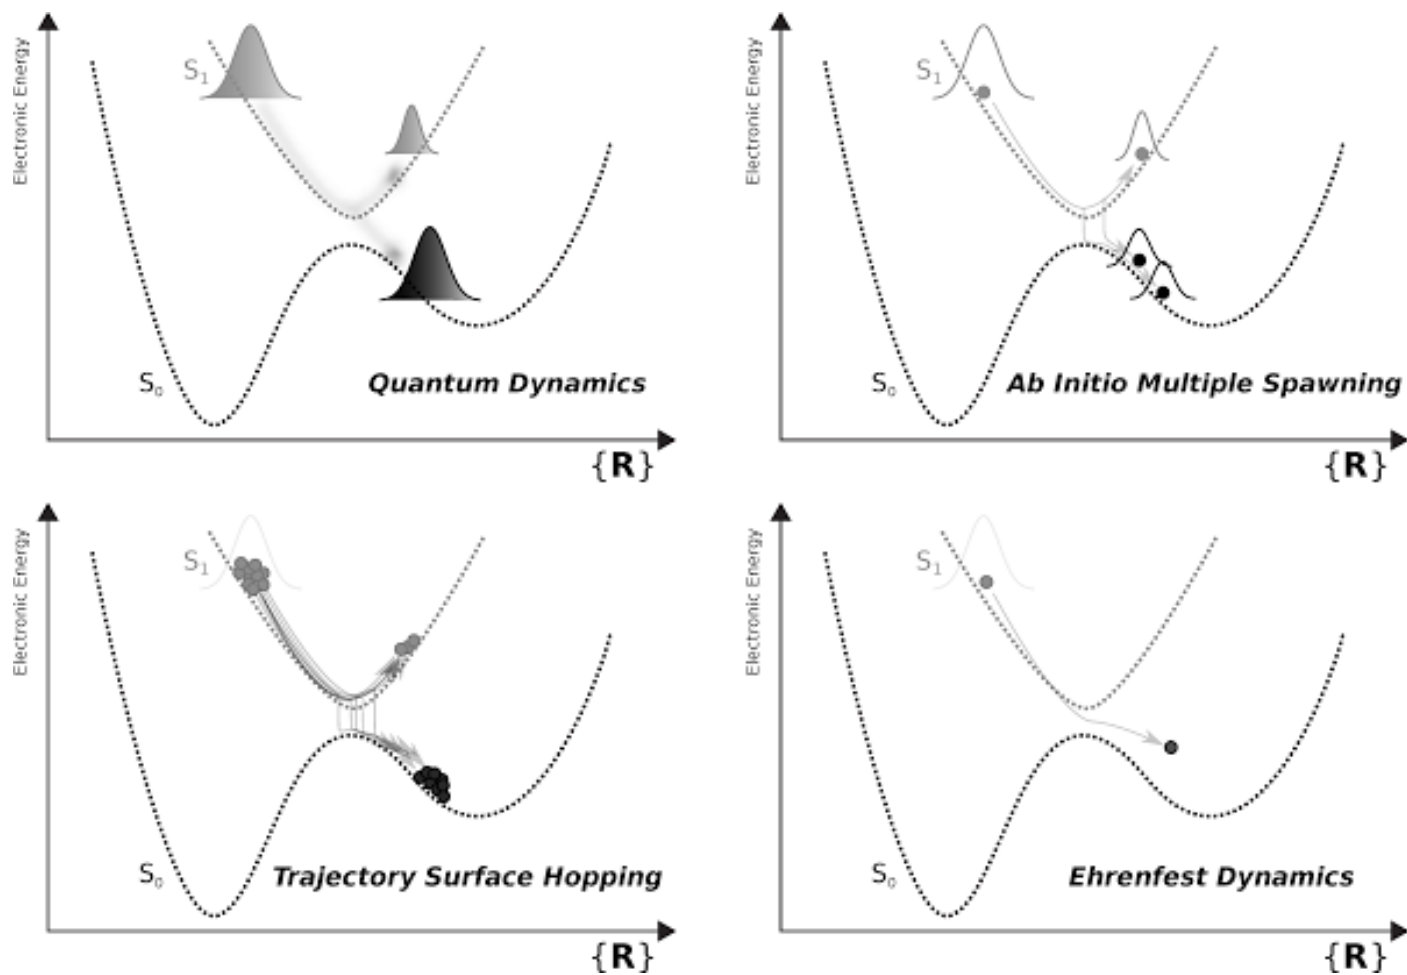 Electronic Energy
S₁
S₀
Quantum Dynamics
{R}
Electronic Energy
S₁
S₀
Ab Initio Multiple Spawning
{R}
Electronic Energy
S₁
S₀
Trajectory Surface Hopping
{R}
Electronic Energy
S₁
S₀
Ehrenfest Dynamics
{R}